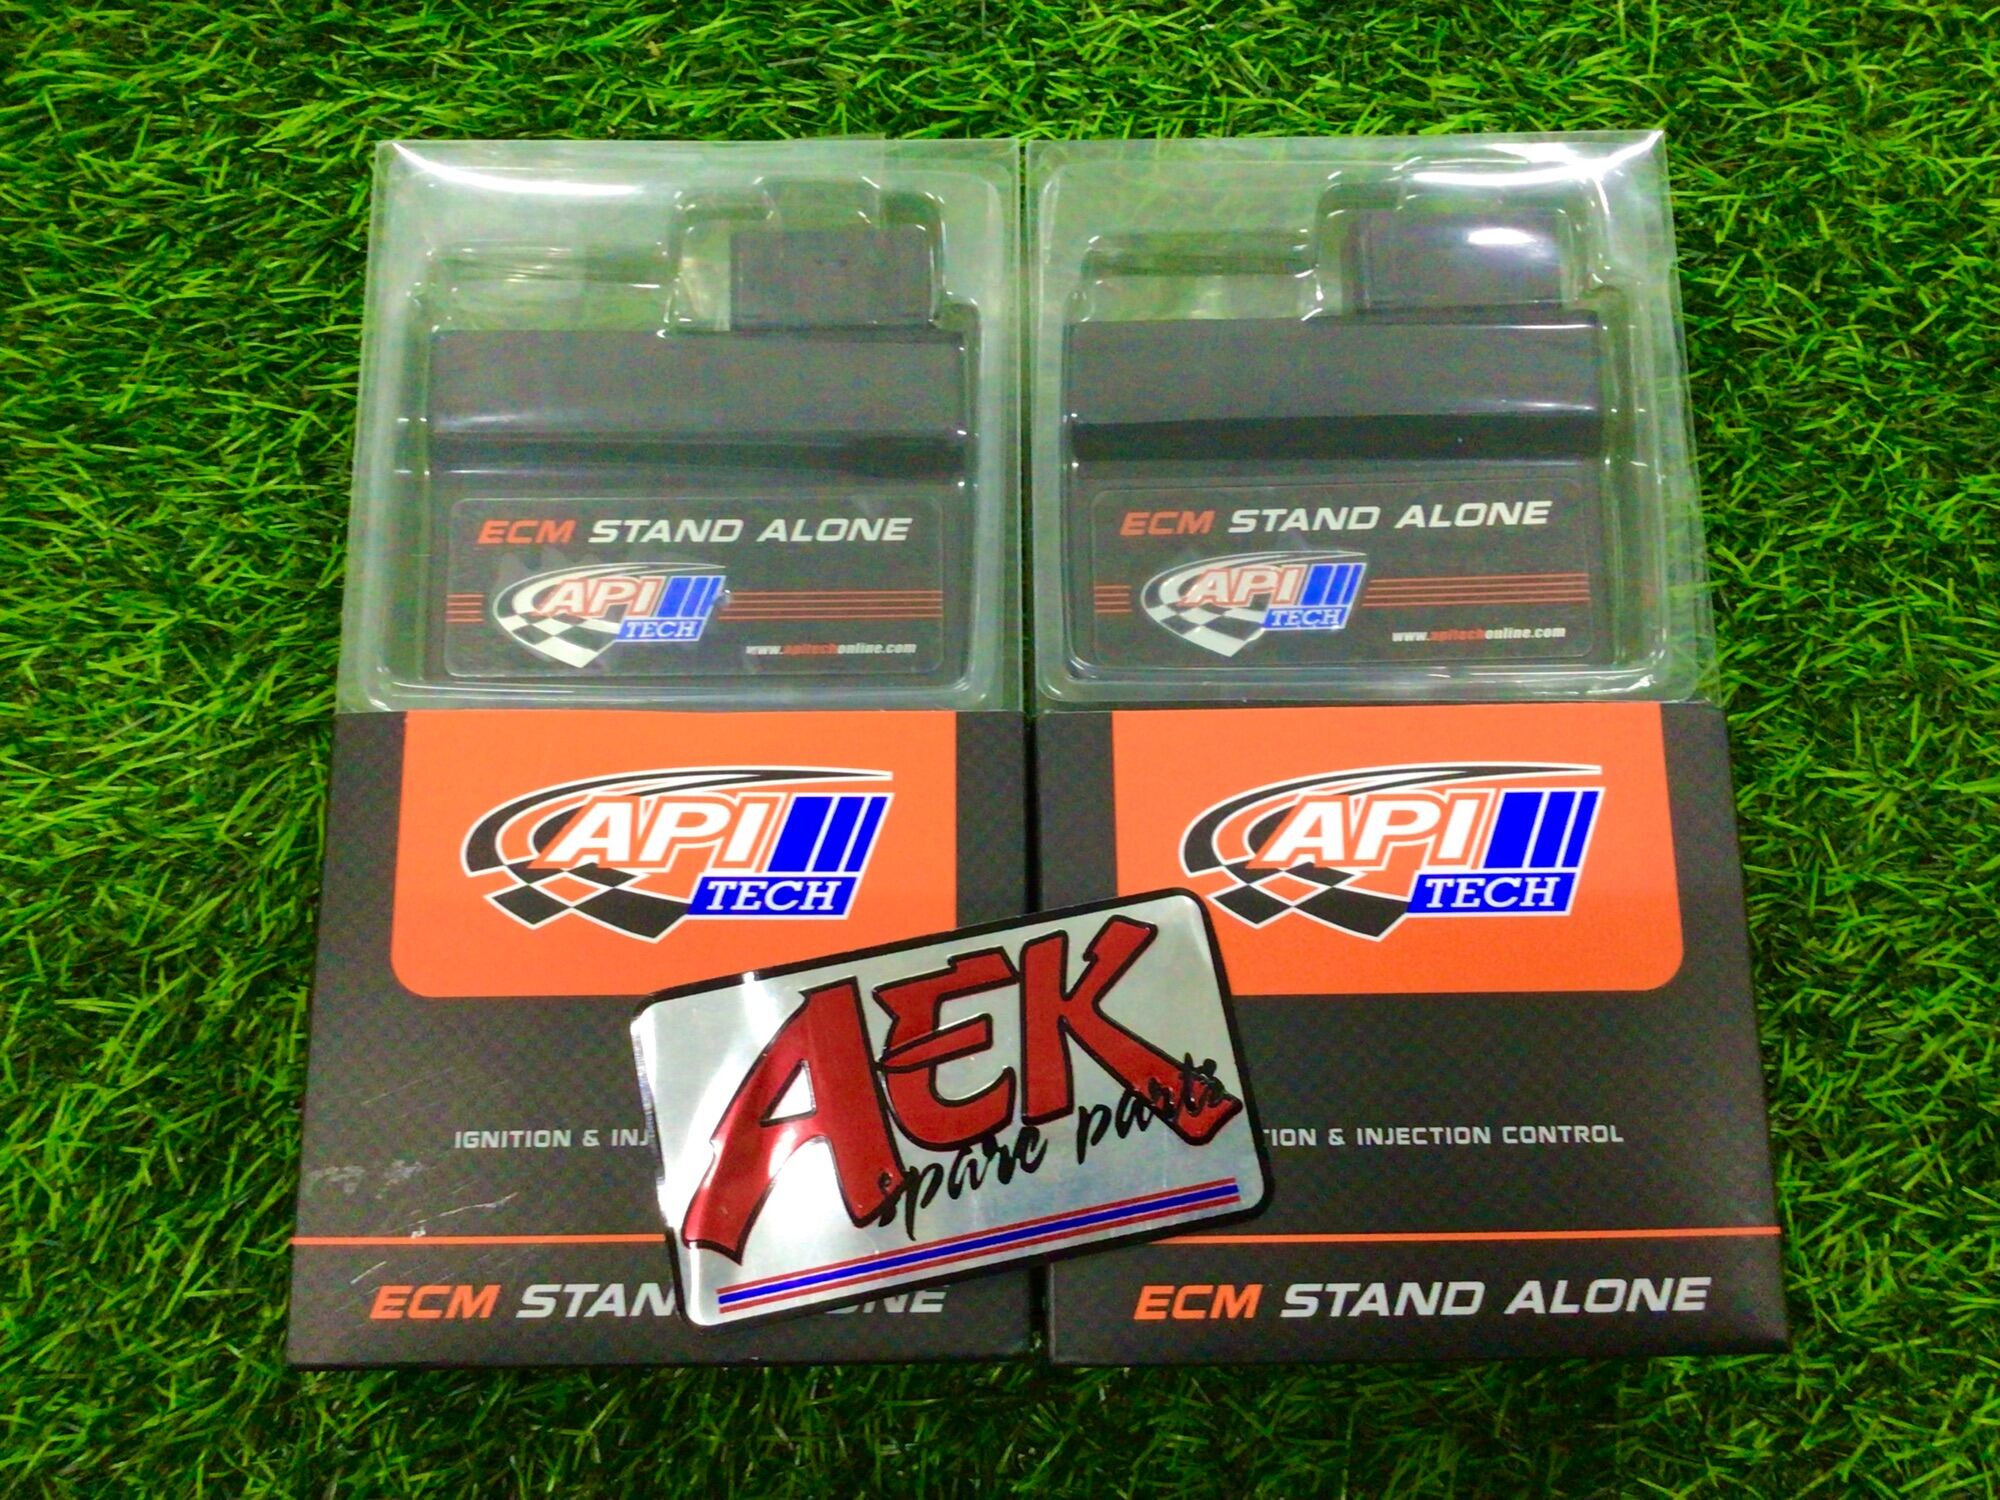 ECM STAND ALONE
API
TECH
www.apitechonline.com
ECM STAND ALONE
API
TECH
www.apitechonline.com
API
TECH
API
TECH
AEK
spare parts
IGNITION & INJ
TION & INJECTION CONTROL
ECM STAN ONE
ECM STAND ALONE